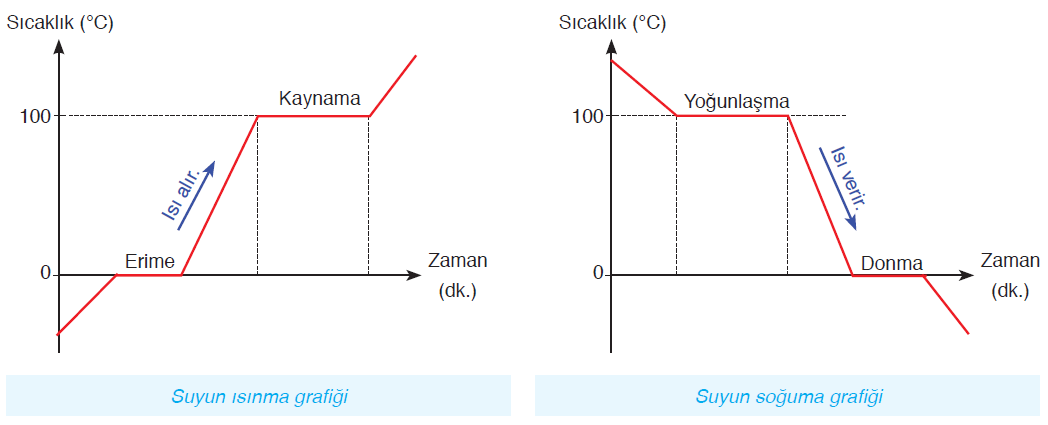 Sıcaklık (°C)
Kaynama
100
Isı alır.
Erime
0
Zaman
(dk.)
Suyun ısınma grafiği
Sıcaklık (°C)
Yoğunlaşma
100
Isı verir.
0
Donma
Zaman
(dk.)
Suyun soğuma grafiği